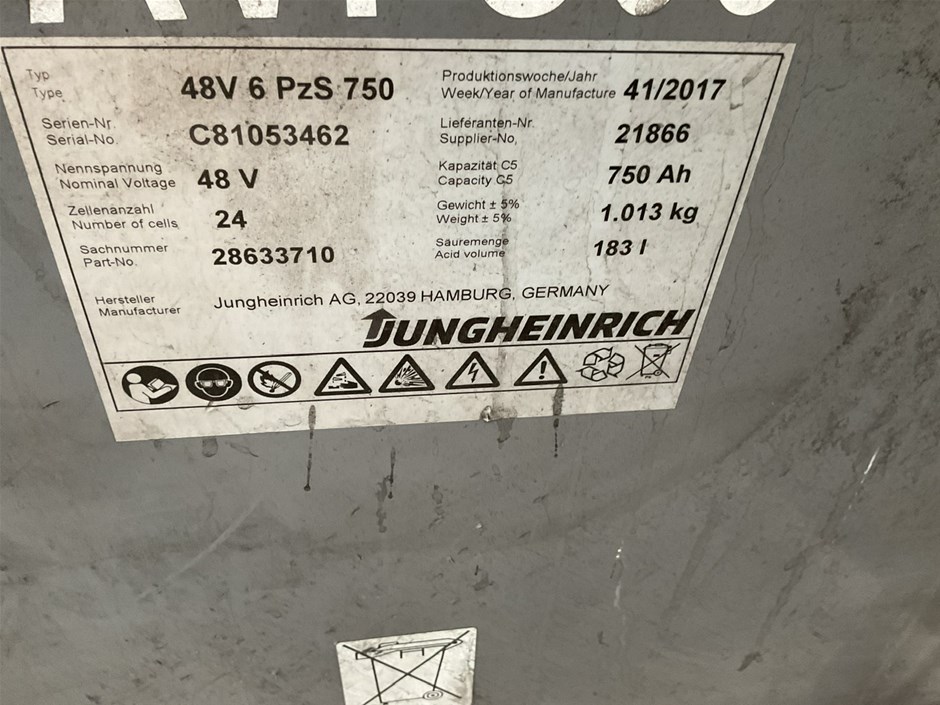 Typ
Type
48V 6 PzS 750
Produktionswoche/Jahr
Week/Year of Manufacture
41/2017
Serien-Nr.
Serial-No.
C81053462
Lieferanten-Nr.
Supplier-No.
21866
Nennspannung
Nominal Voltage
48 V
Kapazität C5
Capacity C5
750 Ah
Zellenanzahl
Number of cells
24
Gewicht ± 5%
Weight ± 5%
1.013 kg
Sachnummer
Part-No.
28633710
Säuremenge
Acid volume
183 l
Hersteller
Manufacturer
Jungheinrich AG, 22039 HAMBURG, GERMANY
JUNGHEINRICH